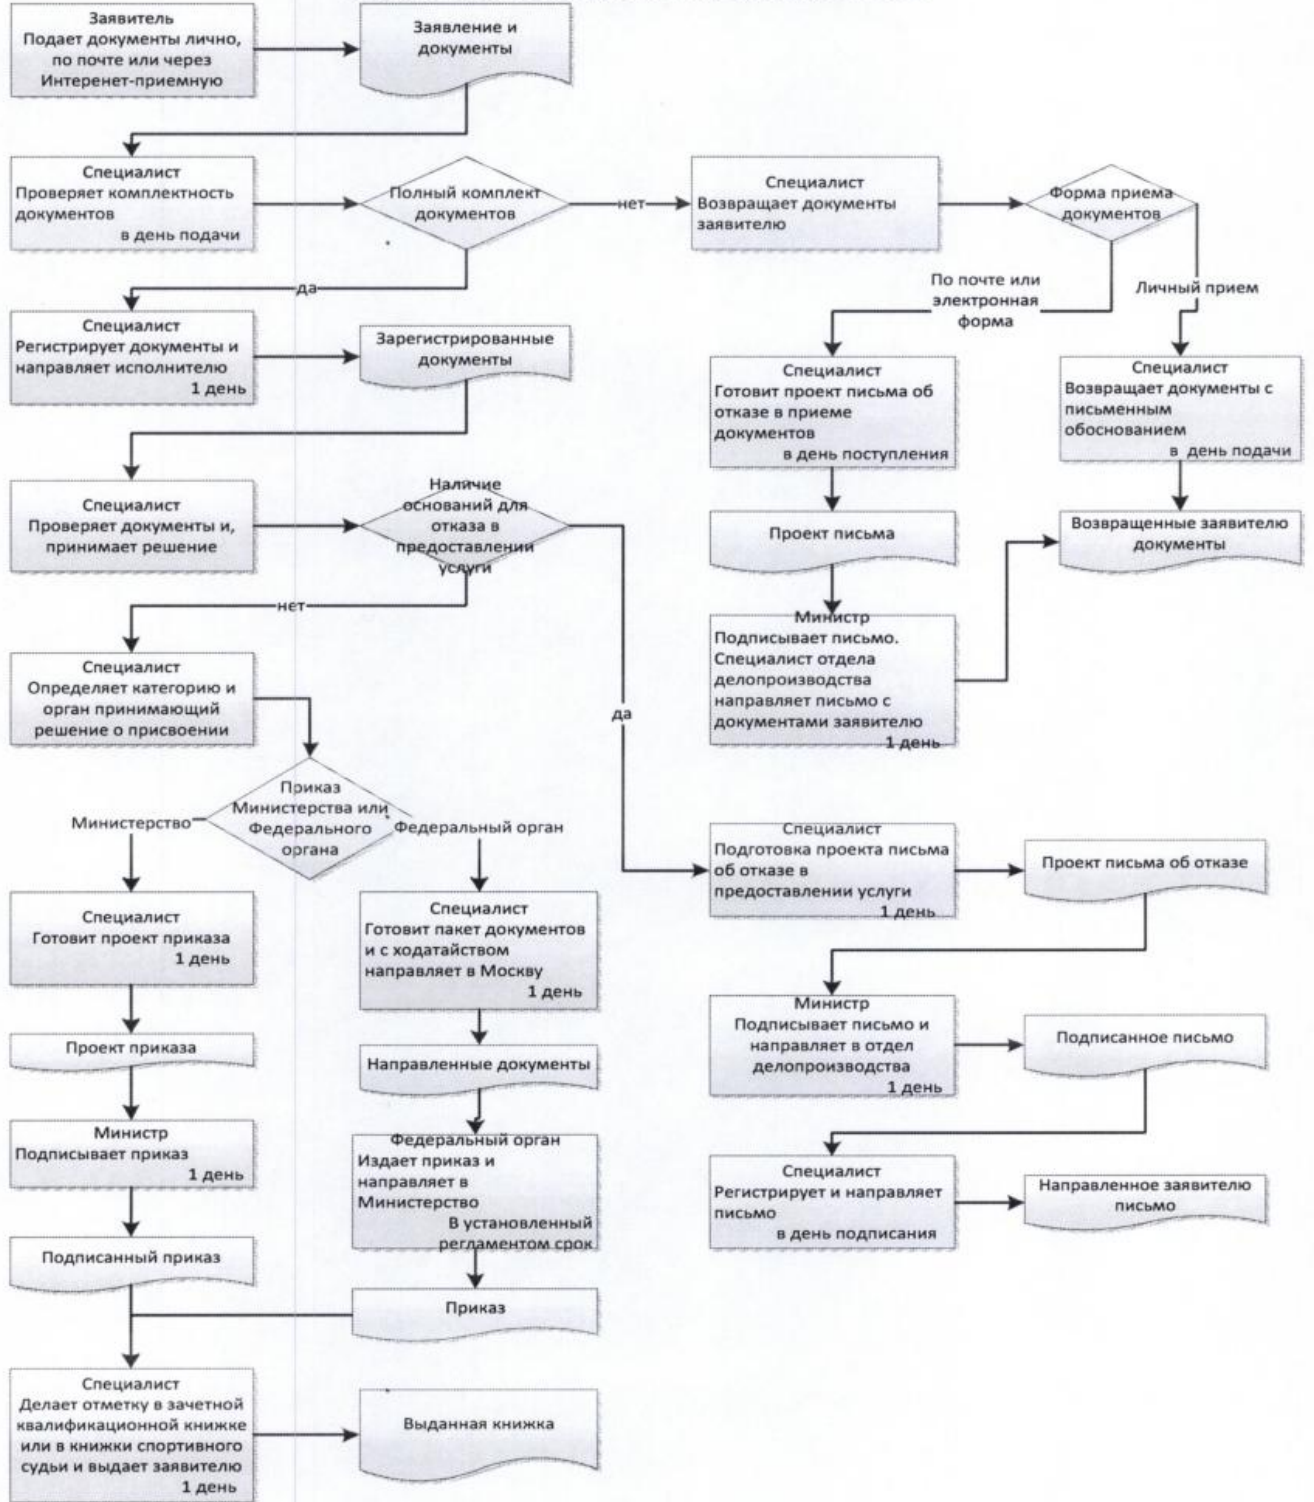 Заявитель
Подает документы лично,
по почте или через
Интеренет-приемную
Заявление и
документы
Специалист
Проверяет комплектность
документов
в день подачи
Полный комплект
документов
нет
Специалист
Возвращает документы
заявителю
Форма приема
документов
да
По почте или
электронная
форма
Личный прием
Специалист
Регистрирует документы и
направляет исполнителю
1 день
Зарегистрированные
документы
Специалист
Готовит проект письма об
отказе в приеме
документов
в день поступления
Специалист
Возвращает документы с
письменным
обоснованием
в день подачи
Специалист
Проверяет документы и,
принимает решение
Наличие
оснований для
отказа в
предоставлении
услуги
Проект письма
Возвращенные заявителю
документы
нет
Министр
Подписывает письмо.
Специалист отдела
делопроизводства
направляет письмо с
документами заявителю
1 день
Специалист
Определяет категорию и
орган принимающий
решение о присвоении
да
Приказ
Министерства или
Федерального
органа
Министерство
Федеральный орган
Специалист
Подготовка проекта письма
об отказе в
предоставлении услуги
1 день
Проект письма об отказе
Специалист
Готовит проект приказа
1 день
Специалист
Готовит пакет документов
и с ходатайством
направляет в Москву
1 день
Министр
Подписывает письмо и
направляет в отдел
делопроизводства
1 день
Подписанное письмо
Проект приказа
Направленные документы
Министр
Подписывает приказ
1 день
Федеральный орган
Издает приказ и
направляет в
Министерство
В установленный
регламентом срок
Специалист
Регистрирует и направляет
письмо
в день подписания
Направленное заявителю
письмо
Подписанный приказ
Приказ
Специалист
Делает отметку в зачетной
квалификационной книжке
или в книжки спортивного
судьи и выдает заявителю
1 день
Выданная книжка